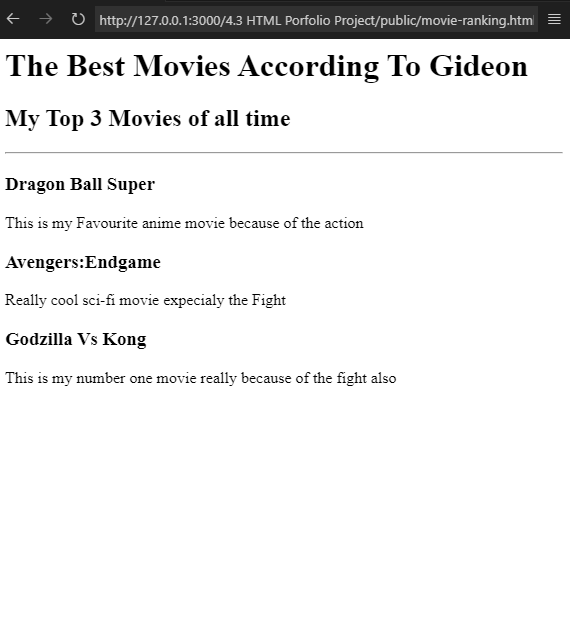 http://127.0.0.1:3000/4.3 HTML Porfolio Project/public/movie-ranking.htm
The Best Movies According To Gideon
My Top 3 Movies of all time
Dragon Ball Super
This is my Favourite anime movie because of the action
Avengers:Endgame
Really cool sci-fi movie expecialy the Fight
Godzilla Vs Kong
This is my number one movie really because of the fight also